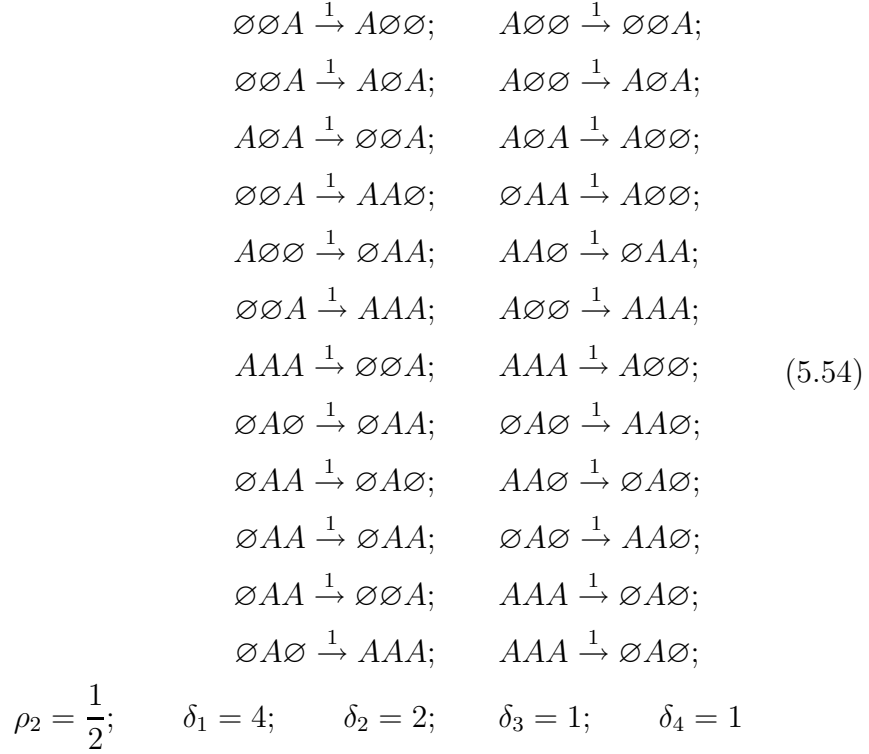 ∅∅A →¹ A∅∅; A∅∅ →¹ ∅∅A;
∅∅A →¹ A∅A; A∅∅ →¹ A∅A;
A∅A →¹ ∅∅A; A∅A →¹ A∅∅;
∅∅A →¹ AA∅; ∅AA →¹ A∅∅;
A∅∅ →¹ ∅AA; AA∅ →¹ ∅AA;
∅∅A →¹ AAA; A∅∅ →¹ AAA;
AAA →¹ ∅∅A; AAA →¹ A∅∅; (5.54)
∅A∅ →¹ ∅AA; ∅A∅ →¹ AA∅;
∅AA →¹ ∅A∅; AA∅ →¹ ∅A∅;
∅AA →¹ ∅AA; ∅A∅ →¹ AA∅;
∅AA →¹ ∅∅A; AAA →¹ ∅A∅;
∅A∅ →¹ AAA; AAA →¹ ∅A∅;
ρ₂ = 1/2; δ₁ = 4; δ₂ = 2; δ₃ = 1; δ₄ = 1